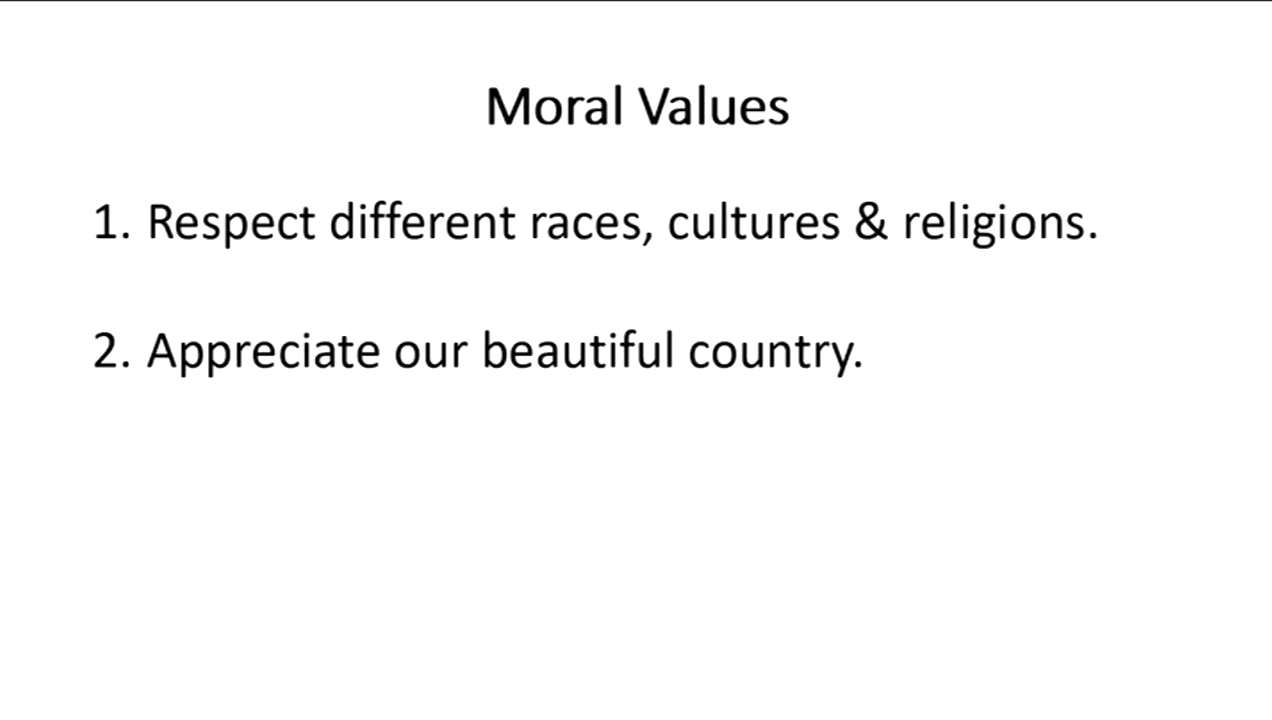 Moral Values
1. Respect different races, cultures & religions.
2. Appreciate our beautiful country.